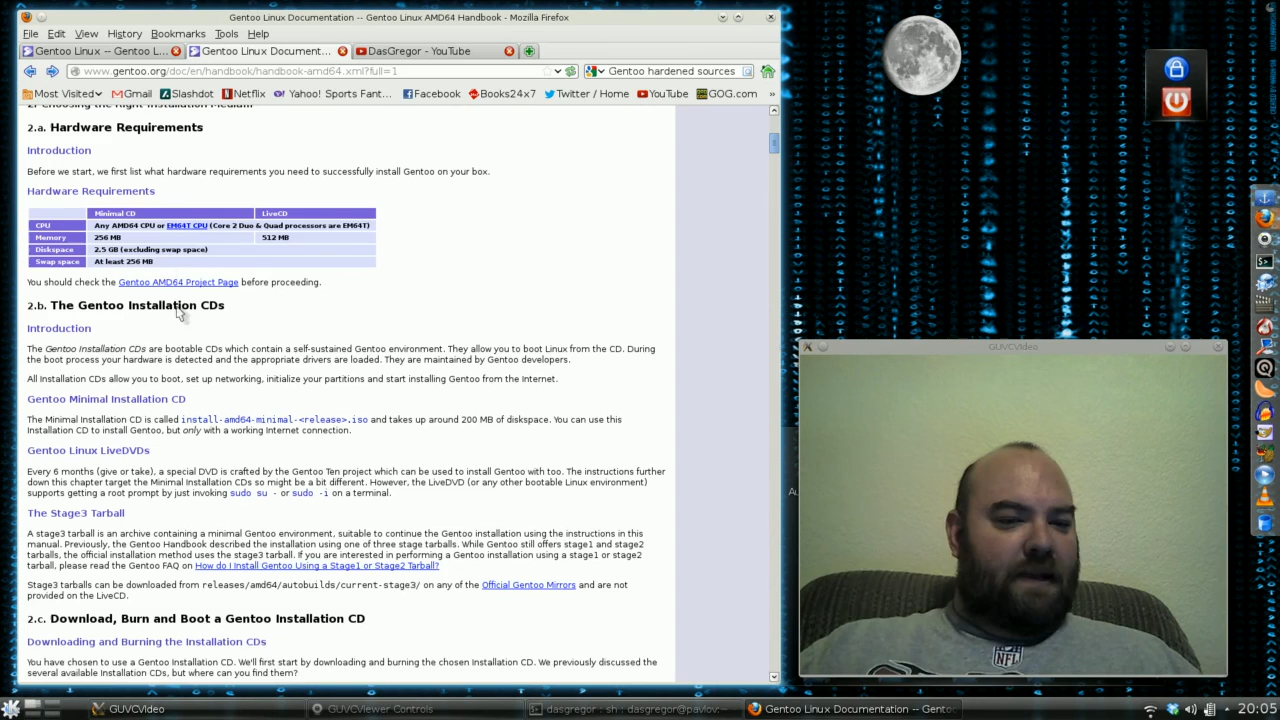 Gentoo Linux Documentation -- Gentoo Linux AMD64 Handbook - Mozilla Firefox
File Edit View History Bookmarks Tools Help
Gentoo Linux -- Gentoo L...
Gentoo Linux Document...
DasGregor - YouTube
www.gentoo.org/doc/en/handbook/handbook-amd64.xml?full=1
Gentoo hardened sources
Most Visited Gmail Slashdot Netflix Yahoo! Sports Fant... Facebook Books24x7 Twitter / Home YouTube GOG.com »
2. Choosing the Right Installation Medium
2.a. Hardware Requirements
Introduction
Before we start, we first list what hardware requirements you need to successfully install Gentoo on your box.
Hardware Requirements
Minimal CD LiveCD
CPU Any AMD64 CPU or EM64T CPU (Core 2 Duo & Quad processors are EM64T)
Memory 256 MB 512 MB
Diskspace 2.5 GB (excluding swap space)
Swap space At least 256 MB
You should check the Gentoo AMD64 Project Page before proceeding.
2.b. The Gentoo Installation CDs
Introduction
The Gentoo Installation CDs are bootable CDs which contain a self-sustained Gentoo environment. They allow you to boot Linux from the CD. During
the boot process your hardware is detected and the appropriate drivers are loaded. They are maintained by Gentoo developers.
All Installation CDs allow you to boot, set up networking, initialize your partitions and start installing Gentoo from the Internet.
Gentoo Minimal Installation CD
The Minimal Installation CD is called install-amd64-minimal-<release>.iso and takes up around 200 MB of diskspace. You can use this
Installation CD to install Gentoo, but only with a working Internet connection.
Gentoo Linux LiveDVDs
Every 6 months (give or take), a special DVD is crafted by the Gentoo Ten project which can be used to install Gentoo with too. The instructions further
down this chapter target the Minimal Installation CDs so might be a bit different. However, the LiveDVD (or any other bootable Linux environment)
supports getting a root prompt by just invoking sudo su - or sudo -i on a terminal.
The Stage3 Tarball
A stage3 tarball is an archive containing a minimal Gentoo environment, suitable to continue the Gentoo installation using the instructions in this
manual. Previously, the Gentoo Handbook described the installation using one of three stage tarballs. While Gentoo still offers stage1 and stage2
tarballs, the official installation method uses the stage3 tarball. If you are interested in performing a Gentoo installation using a stage1 or stage2
tarball, please read the Gentoo FAQ on How do I Install Gentoo Using a Stage1 or Stage2 Tarball?
Stage3 tarballs can be downloaded from releases/amd64/autobuilds/current-stage3/ on any of the Official Gentoo Mirrors and are not
provided on the LiveCD.
2.c. Download, Burn and Boot a Gentoo Installation CD
Downloading and Burning the Installation CDs
You have chosen to use a Gentoo Installation CD. We'll first start by downloading and burning the chosen Installation CD. We previously discussed the
several available Installation CDs, but where can you find them?
GUVCVideo
NFL
GUVCVideo
GUVCViewer Controls
dasgregor : sh : dasgregor@pavlov:~
Gentoo Linux Documentation -- Gento
20:05